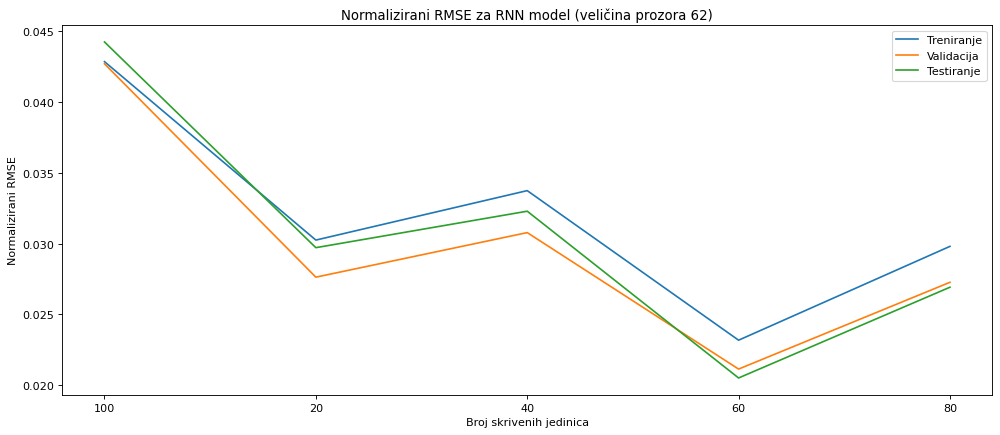 Normalizirani RMSE za RNN model (veličina prozora 62)
Treniranje
Validacija
Testiranje
Normalizirani RMSE
0.045
0.040
0.035
0.030
0.025
0.020
100 20 40 60 80
Broj skrivenih jedinica